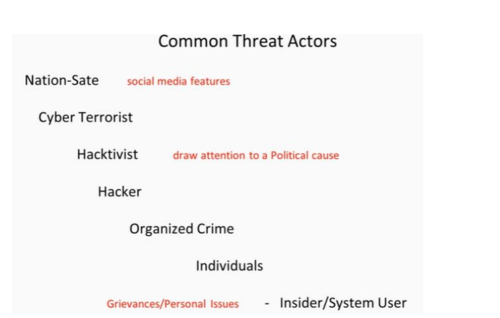 Common Threat Actors
Nation-Sate social media features
Cyber Terrorist
Hacktivist draw attention to a Political cause
Hacker
Organized Crime
Individuals
Grievances/Personal Issues - Insider/System User